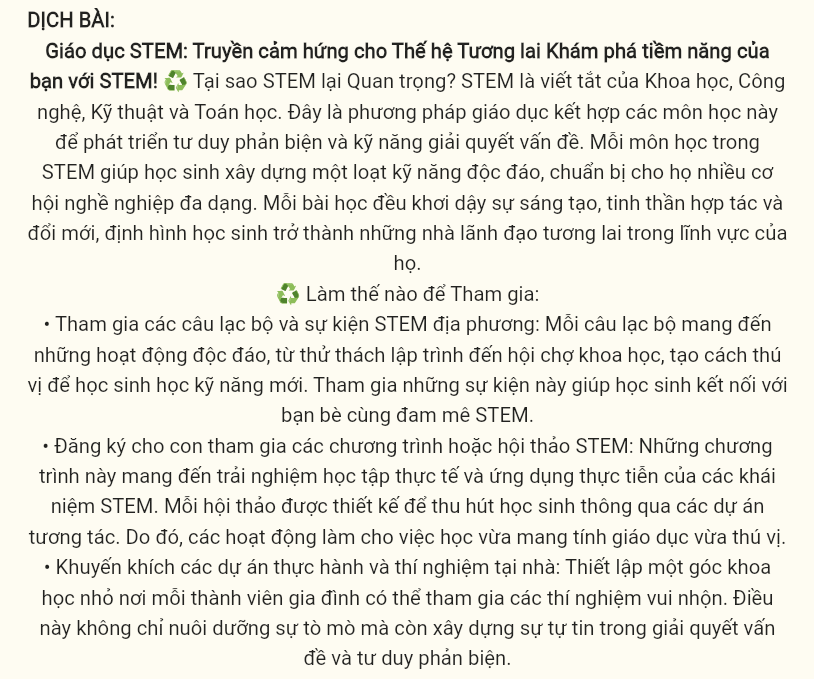 DỊCH BÀI:
Giáo dục STEM: Truyền cảm hứng cho Thế hệ Tương lai Khám phá tiềm năng của
bạn với STEM! ♻️ Tại sao STEM lại Quan trọng? STEM là viết tắt của Khoa học, Công
nghệ, Kỹ thuật và Toán học. Đây là phương pháp giáo dục kết hợp các môn học này
để phát triển tư duy phản biện và kỹ năng giải quyết vấn đề. Mỗi môn học trong
STEM giúp học sinh xây dựng một loạt kỹ năng độc đáo, chuẩn bị cho họ nhiều cơ
hội nghề nghiệp đa dạng. Mỗi bài học đều khơi dậy sự sáng tạo, tinh thần hợp tác và
đổi mới, định hình học sinh trở thành những nhà lãnh đạo tương lai trong lĩnh vực của
họ.
♻️ Làm thế nào để Tham gia:
• Tham gia các câu lạc bộ và sự kiện STEM địa phương: Mỗi câu lạc bộ mang đến
những hoạt động độc đáo, từ thử thách lập trình đến hội chợ khoa học, tạo cách thú
vị để học sinh học kỹ năng mới. Tham gia những sự kiện này giúp học sinh kết nối với
bạn bè cùng đam mê STEM.
• Đăng ký cho con tham gia các chương trình hoặc hội thảo STEM: Những chương
trình này mang đến trải nghiệm học tập thực tế và ứng dụng thực tiễn của các khái
niệm STEM. Mỗi hội thảo được thiết kế để thu hút học sinh thông qua các dự án
tương tác. Do đó, các hoạt động làm cho việc học vừa mang tính giáo dục vừa thú vị.
• Khuyến khích các dự án thực hành và thí nghiệm tại nhà: Thiết lập một góc khoa
học nhỏ nơi mỗi thành viên gia đình có thể tham gia các thí nghiệm vui nhộn. Điều
này không chỉ nuôi dưỡng sự tò mò mà còn xây dựng sự tự tin trong giải quyết vấn
đề và tư duy phản biện.